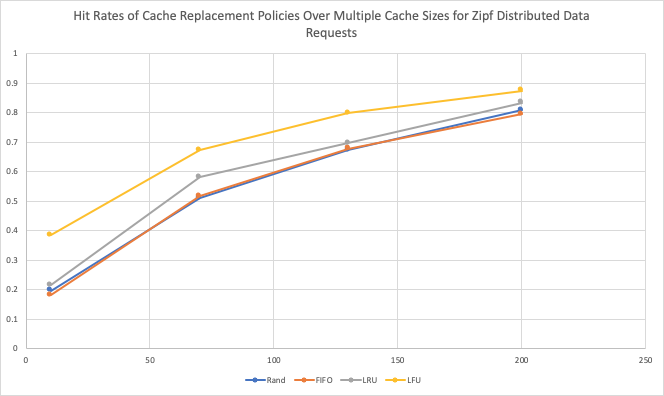 Hit Rates of Cache Replacement Policies Over Multiple Cache Sizes for Zipf Distributed Data
Requests
1
0.9
0.8
0.7
0.6
0.5
0.4
0.3
0.2
0.1
0
0 50 100 150 200 250
Rand FIFO LRU LFU